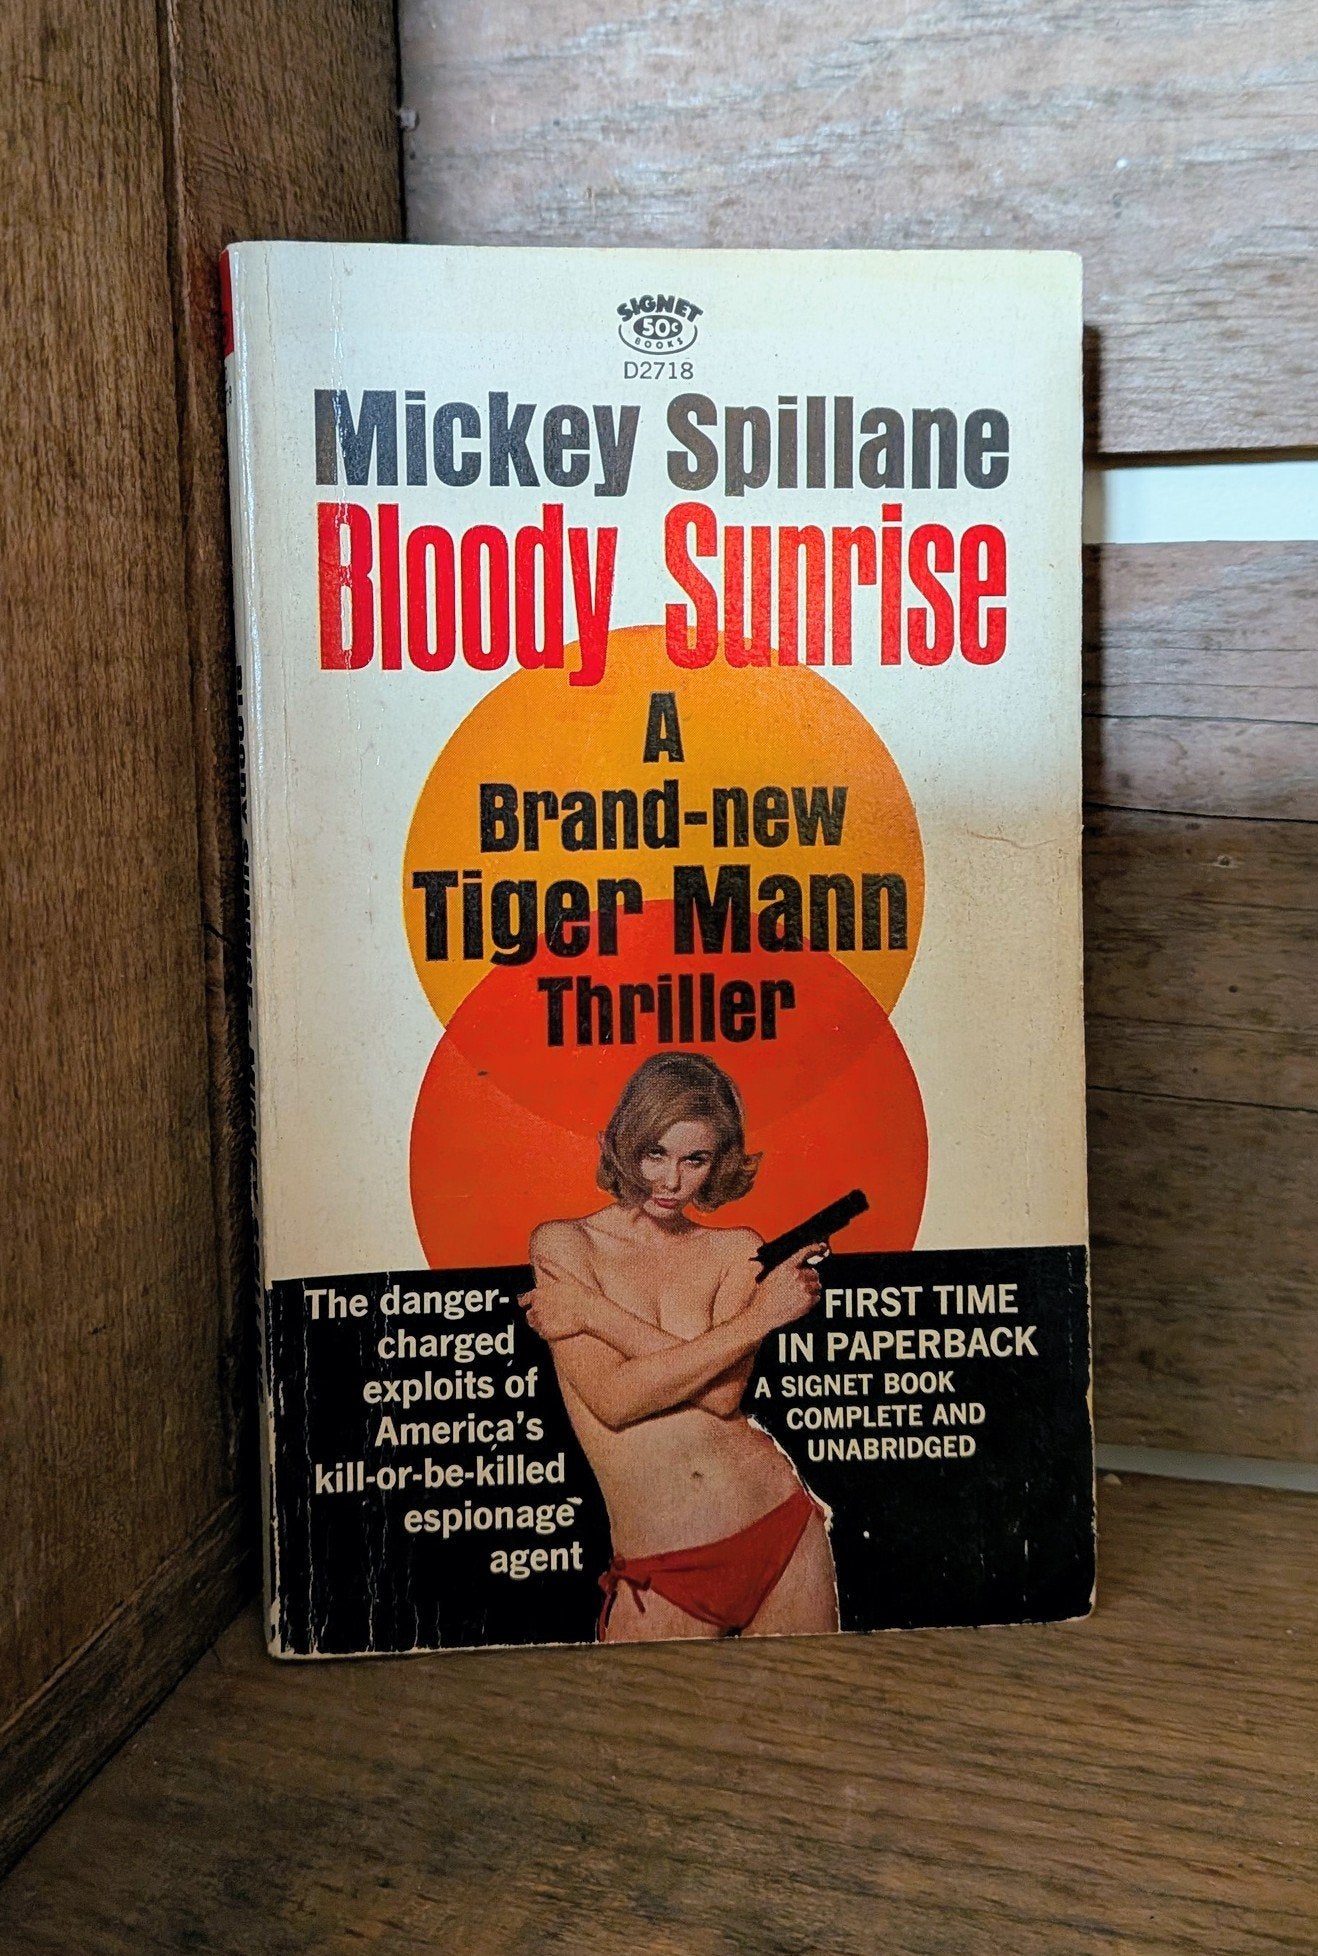 SIGNET
50¢
BOOKS
D2718
Mickey Spillane
Bloody Sunrise
A
Brand-new
Tiger Mann
Thriller
The danger-
charged
exploits of
America's
kill-or-be-killed
espionage
agent
FIRST TIME
IN PAPERBACK
A SIGNET BOOK
COMPLETE AND
UNABRIDGED